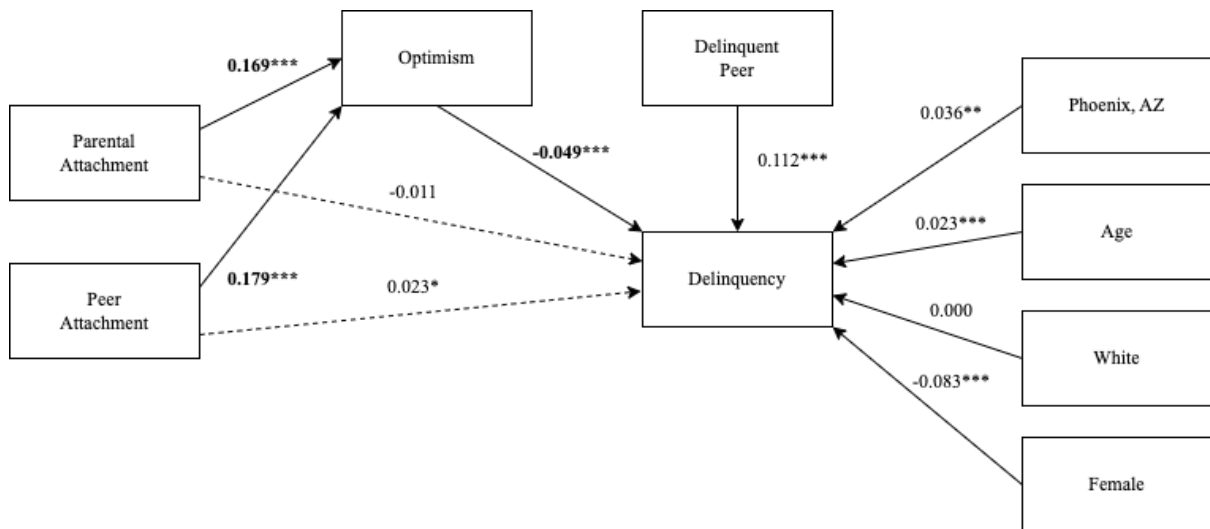 Optimism
Delinquent
Peer
0.169***
Phoenix, AZ
0.036**
Parental
Attachment
-0.049***
0.112***
-0.011
0.023***
Age
0.179***
0.023*
Delinquency
Peer
Attachment
0.000
White
-0.083***
Female